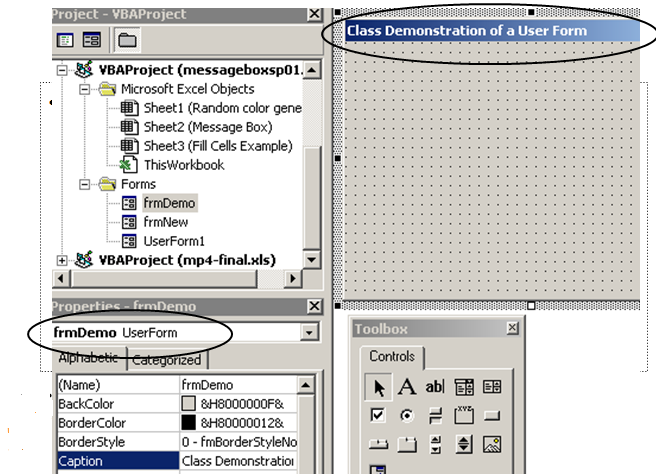 Project - VBAProject
VBAProject (messageboxsp01.
Microsoft Excel Objects
Sheet1 (Random color gene
Sheet2 (Message Box)
Sheet3 (Fill Cells Example)
ThisWorkbook
Forms
frmDemo
frmNew
UserForm1
VBAProject (mp4-final.xls)
Class Demonstration of a User Form
Properties - frmDemo
frmDemo UserForm
Alphabetic Categorized
(Name) frmDemo
BackColor &H8000000F&
BorderColor &H80000012&
BorderStyle 0 - fmBorderStyleNo
Caption Class Demonstration
Toolbox
Controls
A ab|
XYZ